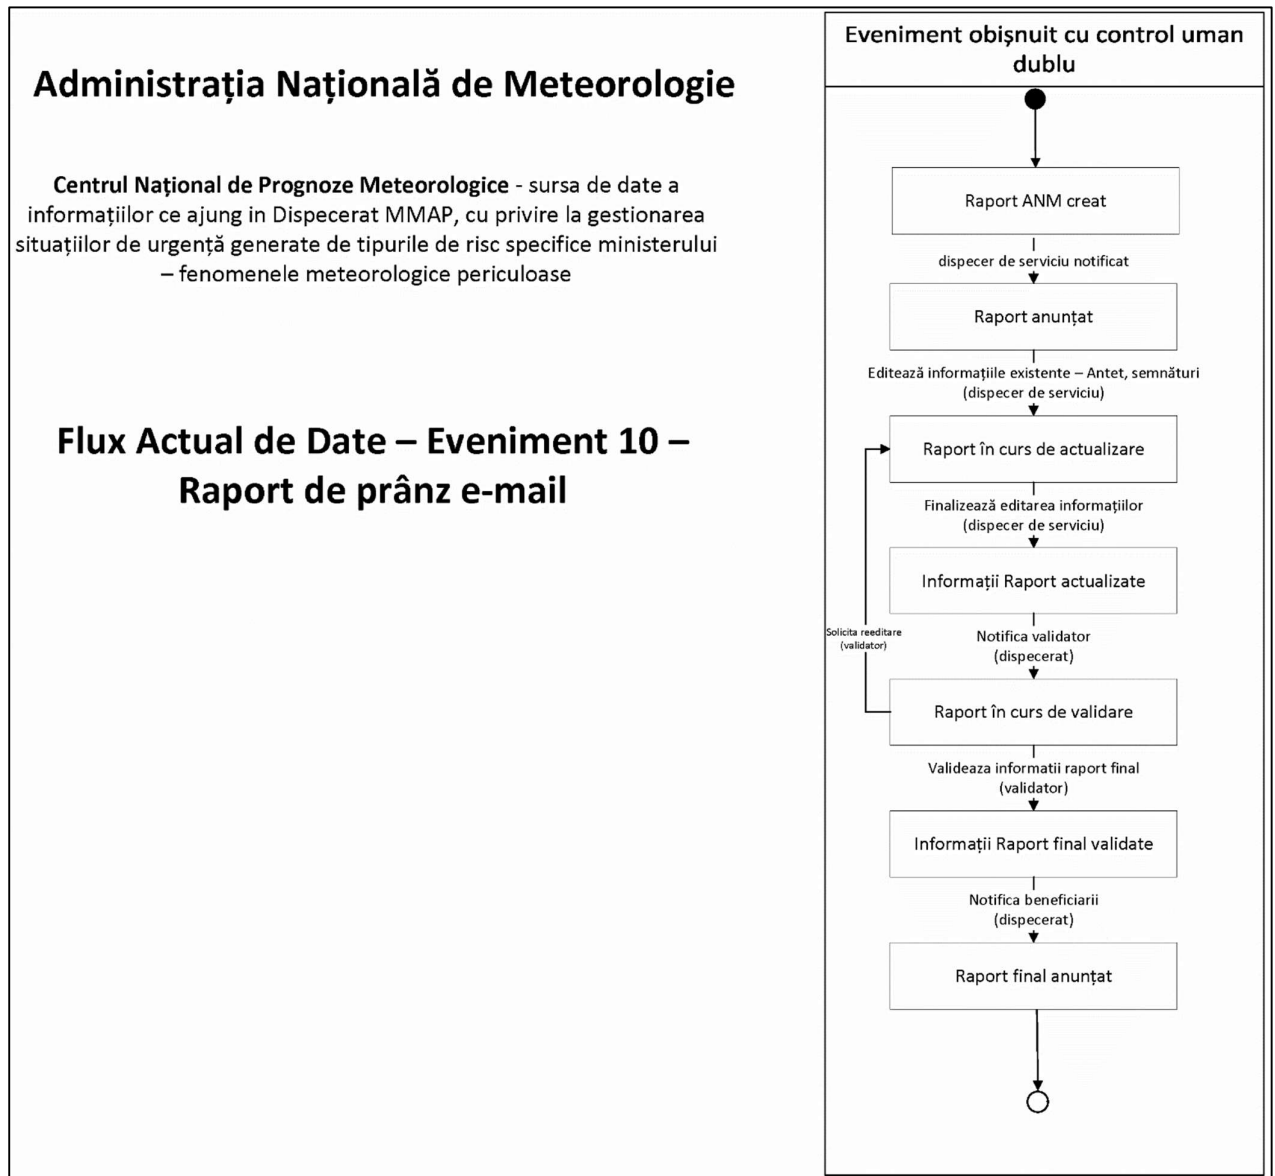 Administrația Națională de Meteorologie
Centrul Național de Prognoze Meteorologice - sursa de date a
informațiilor ce ajung in Dispecerat MMAP, cu privire la gestionarea
situațiilor de urgență generate de tipurile de risc specifice ministerului
– fenomenele meteorologice periculoase
Flux Actual de Date – Eveniment 10 –
Raport de prânz e-mail
Eveniment obișnuit cu control uman
dublu
Raport ANM creat
dispecer de serviciu notificat
Raport anunțat
Editează informațiile existente – Antet, semnături
(dispecer de serviciu)
Raport în curs de actualizare
Finalizează editarea informațiilor
(dispecer de serviciu)
Informații Raport actualizate
Solicita reeditare
(validator)
Notifica validator
(dispecerat)
Raport în curs de validare
Valideaza informatii raport final
(validator)
Informații Raport final validate
Notifica beneficiarii
(dispecerat)
Raport final anunțat